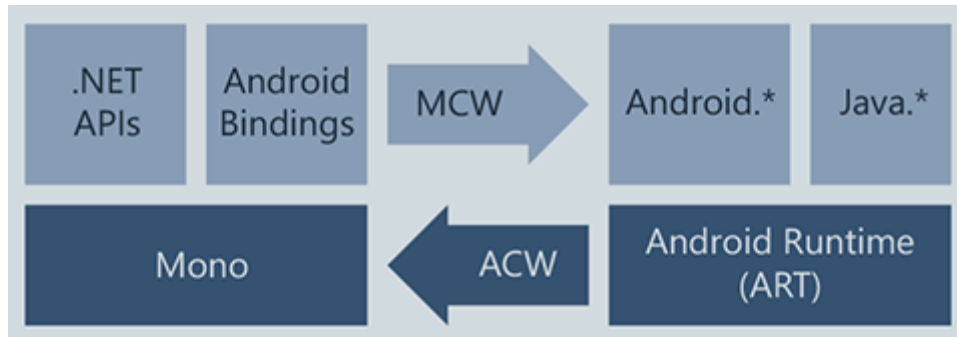 .NET
APIs
Android
Bindings
MCW
Android.*
Java.*
Mono
ACW
Android Runtime
(ART)